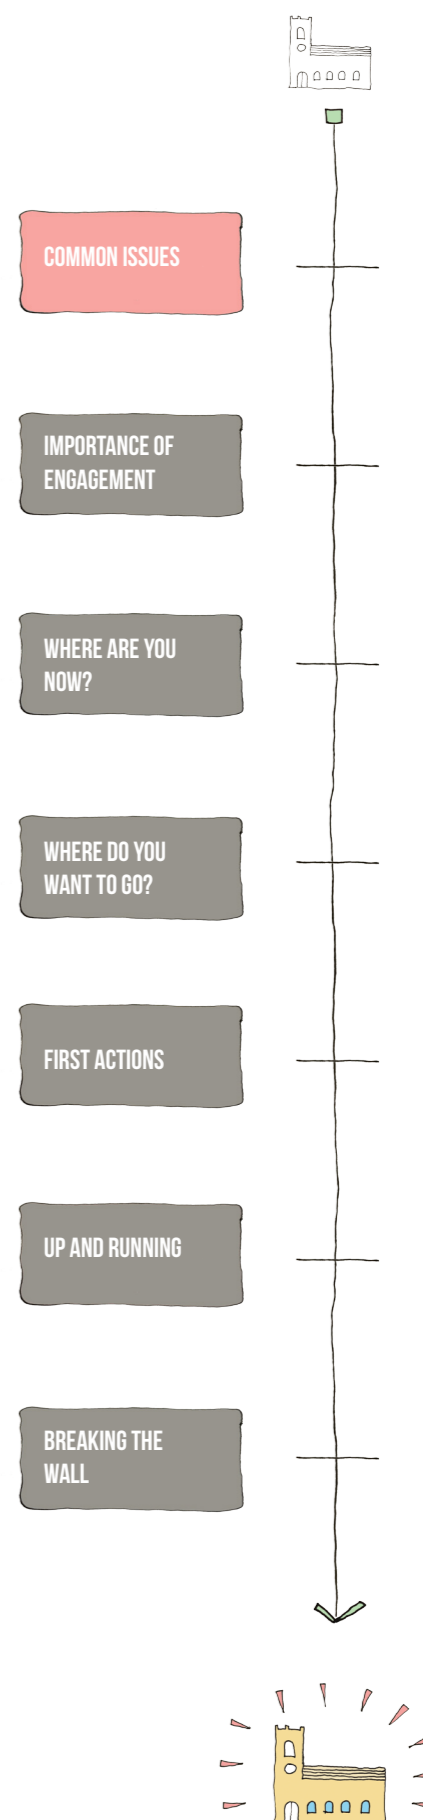 COMMON ISSUES
IMPORTANCE OF
ENGAGEMENT
WHERE ARE YOU
NOW?
WHERE DO YOU
WANT TO GO?
FIRST ACTIONS
UP AND RUNNING
BREAKING THE
WALL